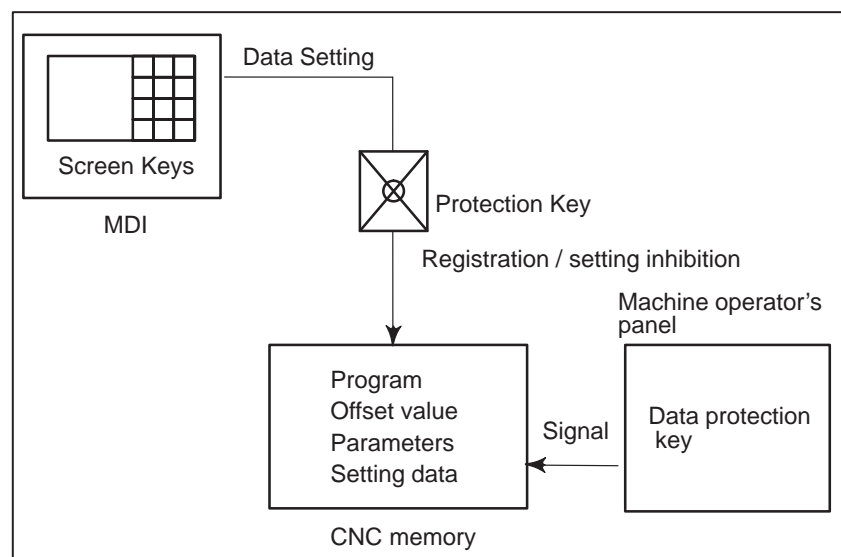 Data Setting
Screen Keys
MDI
Protection Key
Registration / setting inhibition
Machine operator's
panel
Program
Offset value
Parameters
Setting data
Signal
Data protection
key
CNC memory